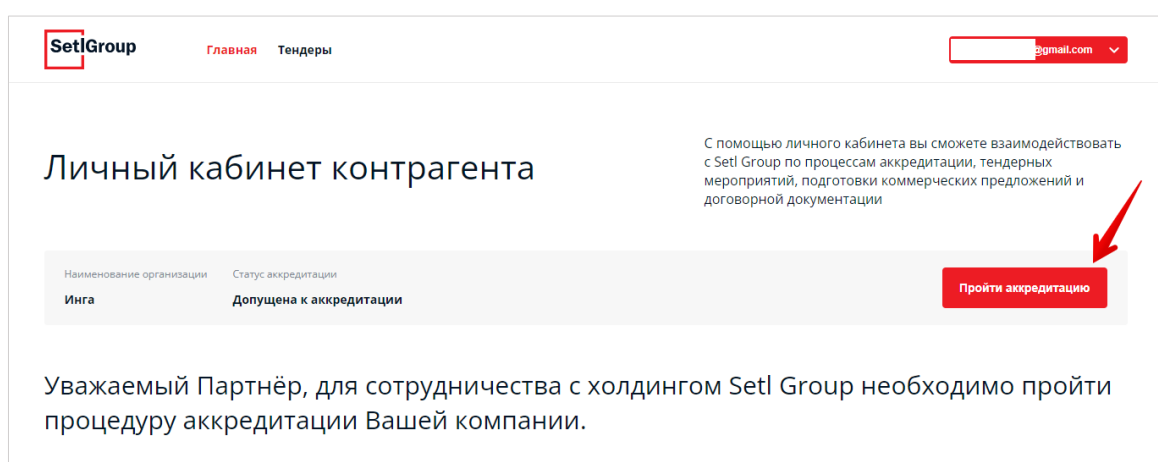 SetlGroup
Главная Тендеры
@gmail.com
Личный кабинет контрагента
С помощью личного кабинета вы сможете взаимодействовать
с Setl Group по процессам аккредитации, тендерных
мероприятий, подготовки коммерческих предложений и
договорной документации
Наименование организации Статус аккредитации
Инга Допущена к аккредитации
Пройти аккредитацию
Уважаемый Партнёр, для сотрудничества с холдингом Setl Group необходимо пройти
процедуру аккредитации Вашей компании.